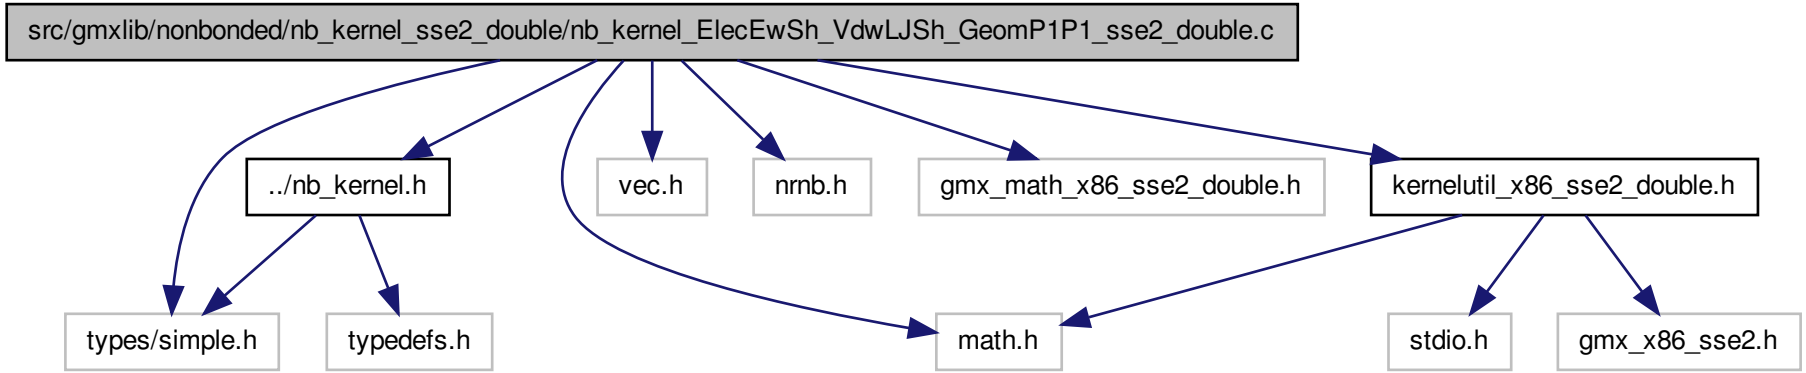 src/gmxlib/nonbonded/nb_kernel_sse2_double/nb_kernel_ElecEwSh_VdwLJSh_GeomP1P1_sse2_double.c
../nb_kernel.h
vec.h
nrnb.h
gmx_math_x86_sse2_double.h
kernelutil_x86_sse2_double.h
types/simple.h
typedefs.h
math.h
stdio.h
gmx_x86_sse2.h